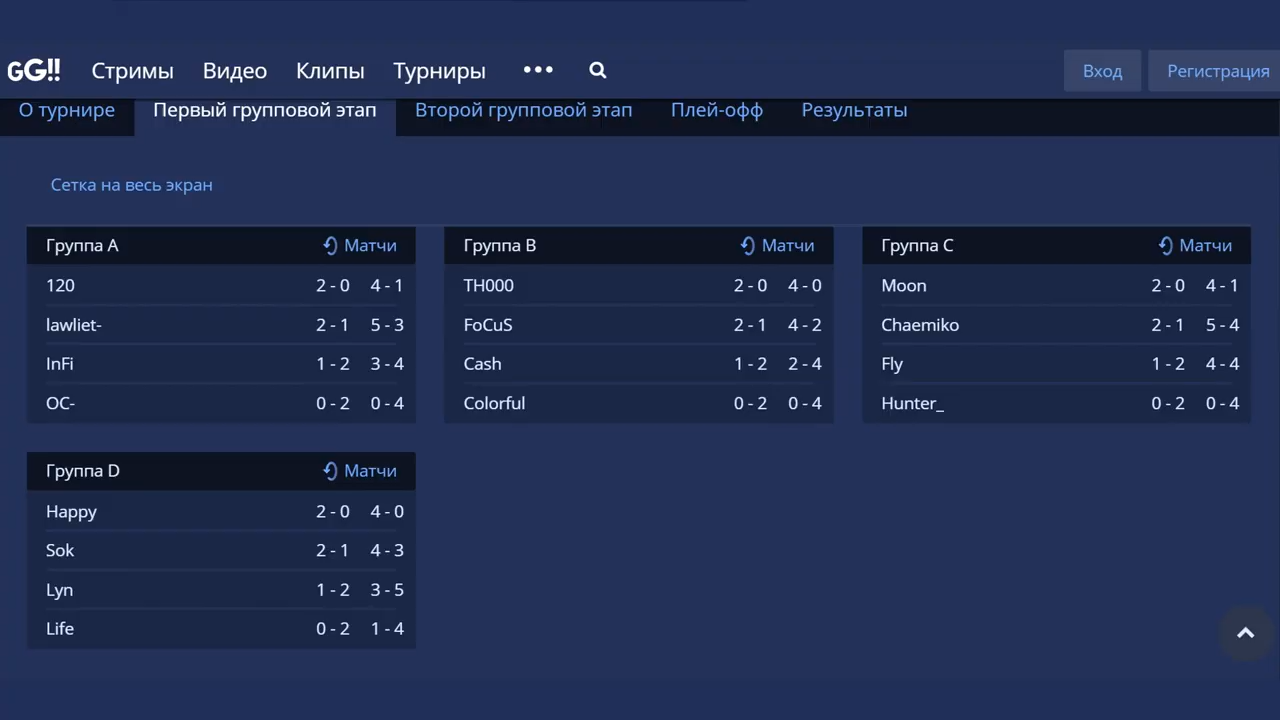 GG!! Стримы Видео Клипы Турниры ••• Вход Регистрация
О турнире Первый групповой этап Второй групповой этап Плей-офф Результаты
Сетка на весь экран
Группа A Матчи
120 2 - 0 4 - 1
lawliet- 2 - 1 5 - 3
InFi 1 - 2 3 - 4
OC- 0 - 2 0 - 4
Группа B Матчи
TH000 2 - 0 4 - 0
FoCuS 2 - 1 4 - 2
Cash 1 - 2 2 - 4
Colorful 0 - 2 0 - 4
Группа C Матчи
Moon 2 - 0 4 - 1
Chaemiko 2 - 1 5 - 4
Fly 1 - 2 4 - 4
Hunter_ 0 - 2 0 - 4
Группа D Матчи
Happy 2 - 0 4 - 0
Sok 2 - 1 4 - 3
Lyn 1 - 2 3 - 5
Life 0 - 2 1 - 4